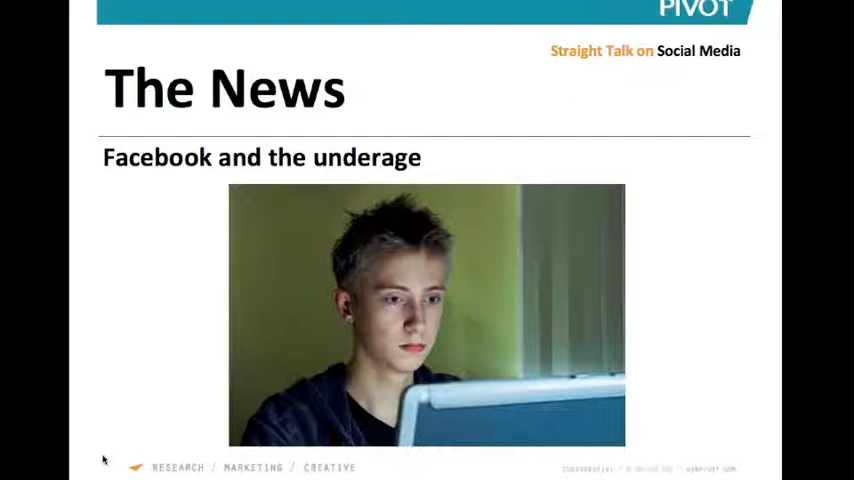 PIVOT
Straight Talk on Social Media
The News
Facebook and the underage
RESEARCH / MARKETING / CREATIVE